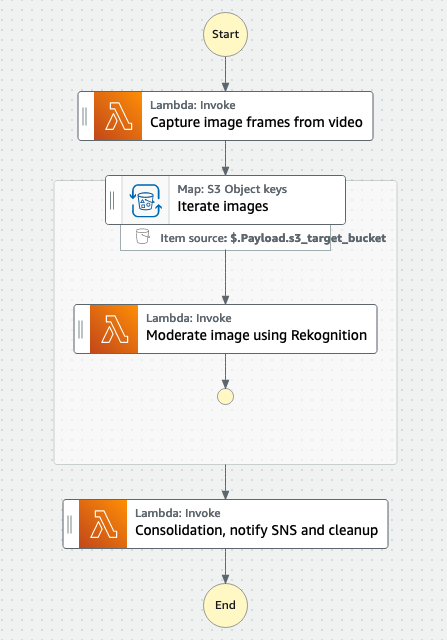 Start
Lambda: Invoke
Capture image frames from video
Map: S3 Object keys
Iterate images
Item source: $.Payload.s3_target_bucket
Lambda: Invoke
Moderate image using Rekognition
Lambda: Invoke
Consolidation, notify SNS and cleanup
End